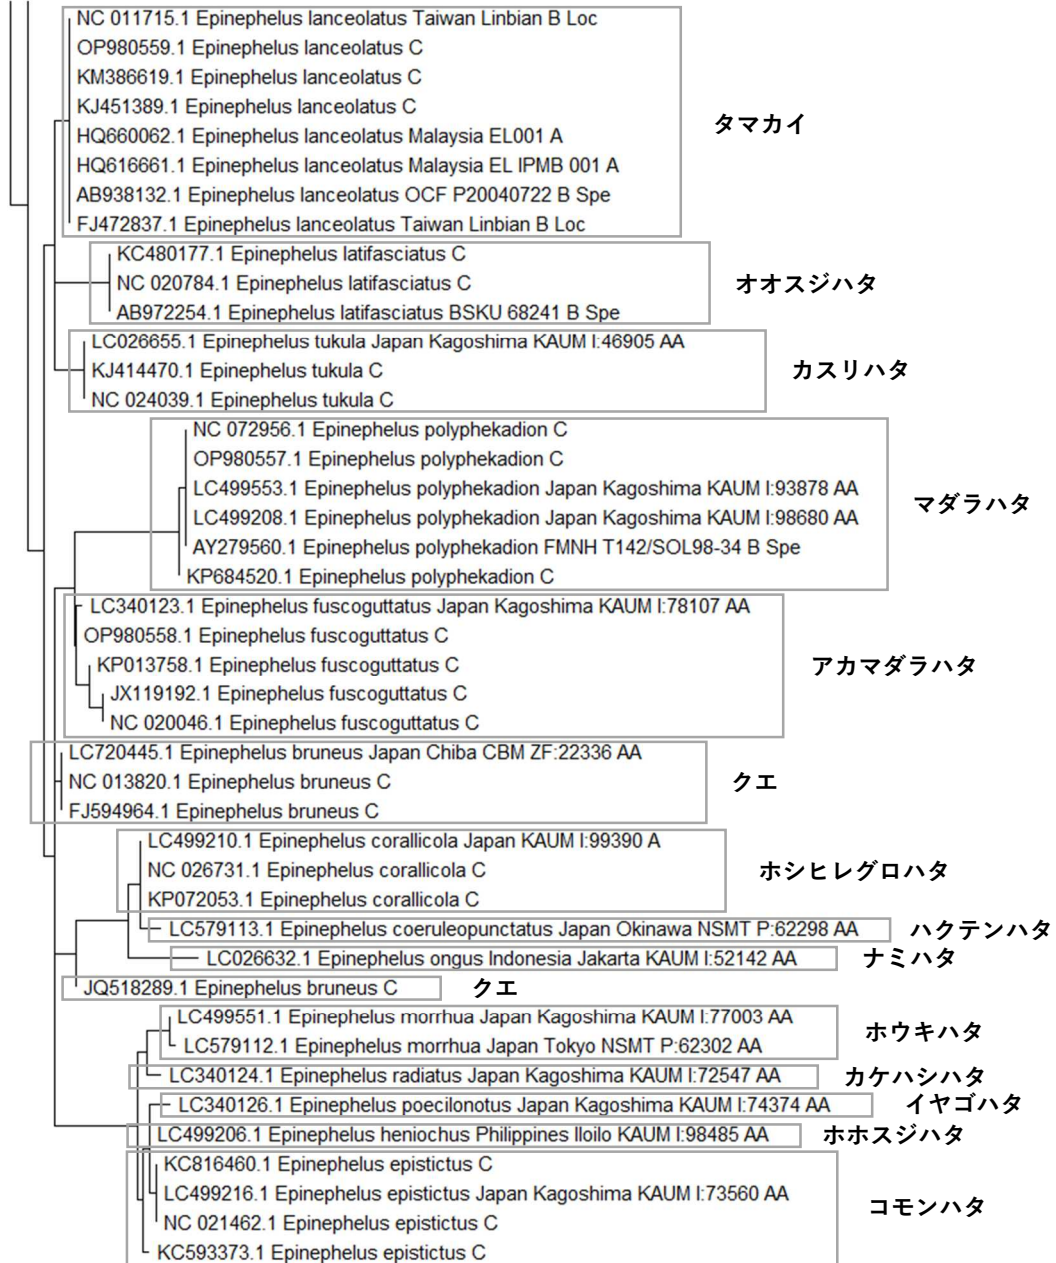 NC 011715.1 Epinephelus lanceolatus Taiwan Linbian B Loc
OP980559.1 Epinephelus lanceolatus C
KM386619.1 Epinephelus lanceolatus C
KJ451389.1 Epinephelus lanceolatus C
タマカイ
HQ660062.1 Epinephelus lanceolatus Malaysia EL001 A
HQ616661.1 Epinephelus lanceolatus Malaysia EL IPMB 001 A
AB938132.1 Epinephelus lanceolatus OCF P20040722 B Spe
FJ472837.1 Epinephelus lanceolatus Taiwan Linbian B Loc
KC480177.1 Epinephelus latifasciatus C
NC 020784.1 Epinephelus latifasciatus C
オオスジハタ
AB972254.1 Epinephelus latifasciatus BSKU 68241 B Spe
LC026655.1 Epinephelus tukula Japan Kagoshima KAUM I:46905 AA
KJ414470.1 Epinephelus tukula C
カスリハタ
NC 024039.1 Epinephelus tukula C
NC 072956.1 Epinephelus polyphekadion C
OP980557.1 Epinephelus polyphekadion C
LC499553.1 Epinephelus polyphekadion Japan Kagoshima KAUM I:93878 AA
マダラハタ
LC499208.1 Epinephelus polyphekadion Japan Kagoshima KAUM I:98680 AA
AY279560.1 Epinephelus polyphekadion FMNH T142/SOL98-34 B Spe
KP684520.1 Epinephelus polyphekadion C
LC340123.1 Epinephelus fuscoguttatus Japan Kagoshima KAUM I:78107 AA
OP980558.1 Epinephelus fuscoguttatus C
KP013758.1 Epinephelus fuscoguttatus C
アカマダラハタ
JX119192.1 Epinephelus fuscoguttatus C
NC 020046.1 Epinephelus fuscoguttatus C
LC720445.1 Epinephelus bruneus Japan Chiba CBM ZF:22336 AA
NC 013820.1 Epinephelus bruneus C
クエ
FJ594964.1 Epinephelus bruneus C
LC499210.1 Epinephelus corallicola Japan KAUM I:99390 A
NC 026731.1 Epinephelus corallicola C
ホシヒレグロハタ
KP072053.1 Epinephelus corallicola C
LC579113.1 Epinephelus coeruleopunctatus Japan Okinawa NSMT P:62298 AA
ハクテンハタ
LC026632.1 Epinephelus ongus Indonesia Jakarta KAUM I:52142 AA
ナミハタ
JQ518289.1 Epinephelus bruneus C
クエ
LC499551.1 Epinephelus morrhua Japan Kagoshima KAUM I:77003 AA
ホウキハタ
LC579112.1 Epinephelus morrhua Japan Tokyo NSMT P:62302 AA
LC340124.1 Epinephelus radiatus Japan Kagoshima KAUM I:72547 AA
カケハシハタ
LC340126.1 Epinephelus poecilonotus Japan Kagoshima KAUM I:74374 AA
イヤゴハタ
LC499206.1 Epinephelus heniochus Philippines Iloilo KAUM I:98485 AA
ホホスジハタ
KC816460.1 Epinephelus epistictus C
LC499216.1 Epinephelus epistictus Japan Kagoshima KAUM I:73560 AA
コモンハタ
NC 021462.1 Epinephelus epistictus C
KC593373.1 Epinephelus epistictus C